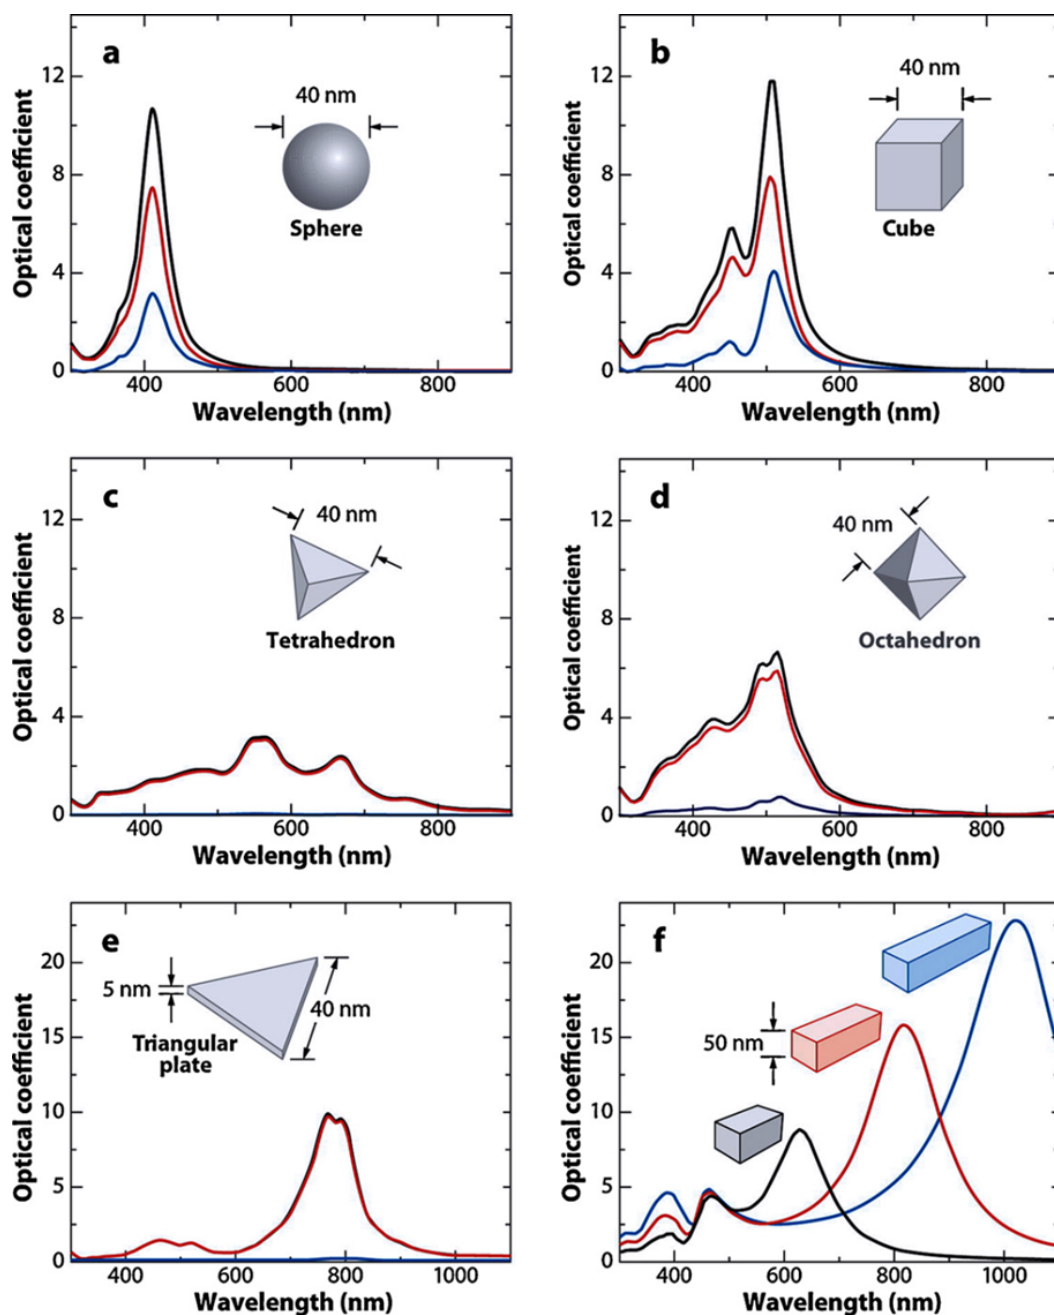 a
Optical coefficient
12
8
4
0
40 nm
Sphere
400
600
800
Wavelength (nm)
b
Optical coefficient
12
8
4
0
40 nm
Cube
400
600
800
Wavelength (nm)
c
Optical coefficient
12
8
4
0
40 nm
Tetrahedron
400
600
800
Wavelength (nm)
d
Optical coefficient
12
8
4
0
40 nm
Octahedron
400
600
800
Wavelength (nm)
e
Optical coefficient
20
15
10
5
0
5 nm
40 nm
Triangular
plate
400
600
800
1000
Wavelength (nm)
f
Optical coefficient
20
15
10
5
0
50 nm
400
600
800
1000
Wavelength (nm)